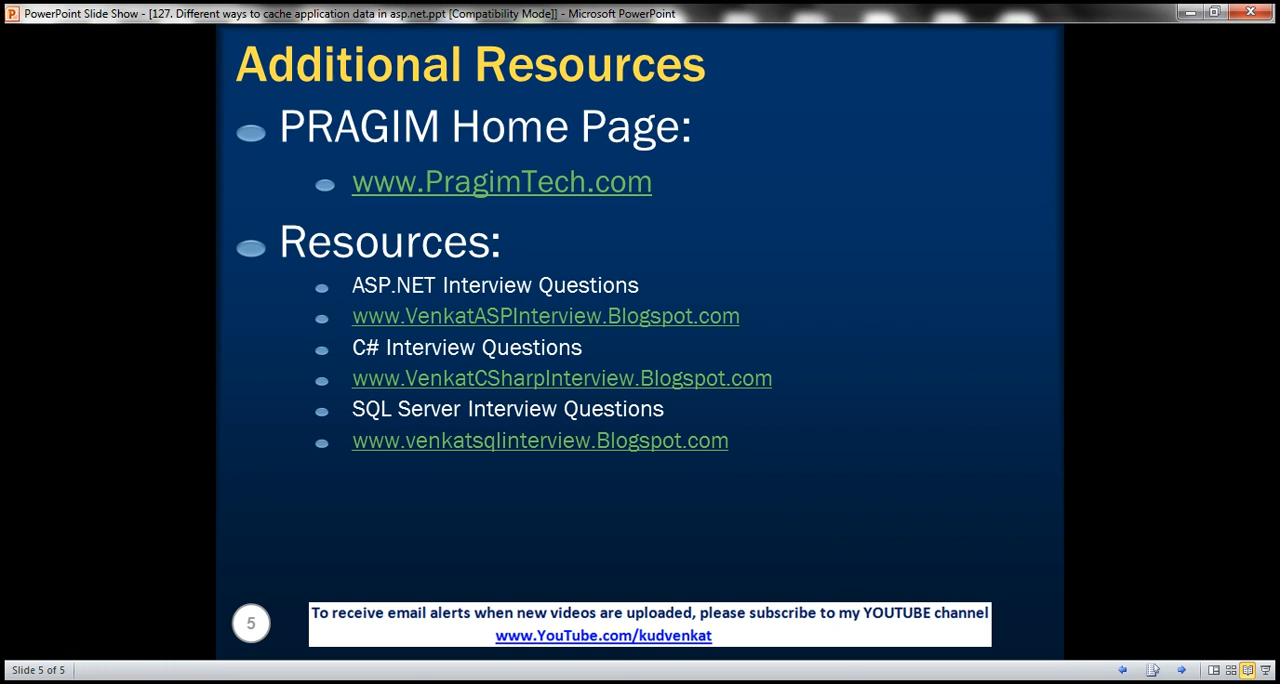 PowerPoint Slide Show - [127. Different ways to cache application data in asp.net.ppt [Compatibility Mode]] - Microsoft PowerPoint
Additional Resources
PRAGIM Home Page:
www.PragimTech.com
Resources:
ASP.NET Interview Questions
www.VenkatASPInterview.Blogspot.com
C# Interview Questions
www.VenkatCSharpInterview.Blogspot.com
SQL Server Interview Questions
www.venkatsqlinterview.Blogspot.com
5
To receive email alerts when new videos are uploaded, please subscribe to my YOUTUBE channel
www.YouTube.com/kudvenkat
Slide 5 of 5